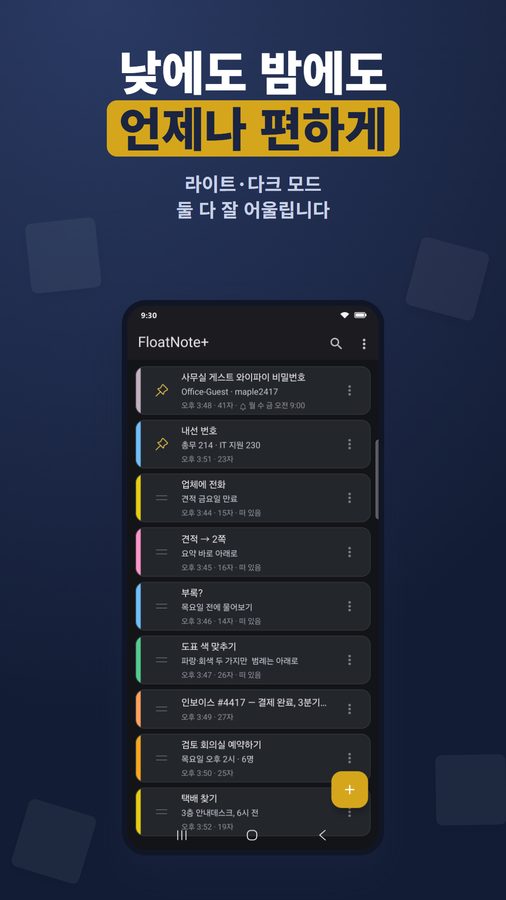 낮에도 밤에도
언제나 편하게
라이트·다크 모드
둘 다 잘 어울립니다
9:30
FloatNote+
사무실 게스트 와이파이 비밀번호
Office-Guest · maple2417
오후 3:48 · 41자 · 월 수 금 오전 9:00
내선 번호
총무 214 · IT 지원 230
오후 3:51 · 23자
업체에 전화
견적 금요일 만료
오후 3:44 · 15자 · 떠 있음
견적 → 2쪽
요약 바로 아래로
오후 3:45 · 16자 · 떠 있음
부록?
목요일 전에 물어보기
오후 3:46 · 14자 · 떠 있음
도표 색 맞추기
파랑·회색 두 가지만 범례는 아래로
오후 3:47 · 26자 · 떠 있음
인보이스 #4417 — 결제 완료, 3분기…
오후 3:49 · 27자
검토 회의실 예약하기
목요일 오후 2시 · 6명
오후 3:50 · 25자
택배 찾기
3층 안내데스크, 6시 전
오후 3:52 · 19자